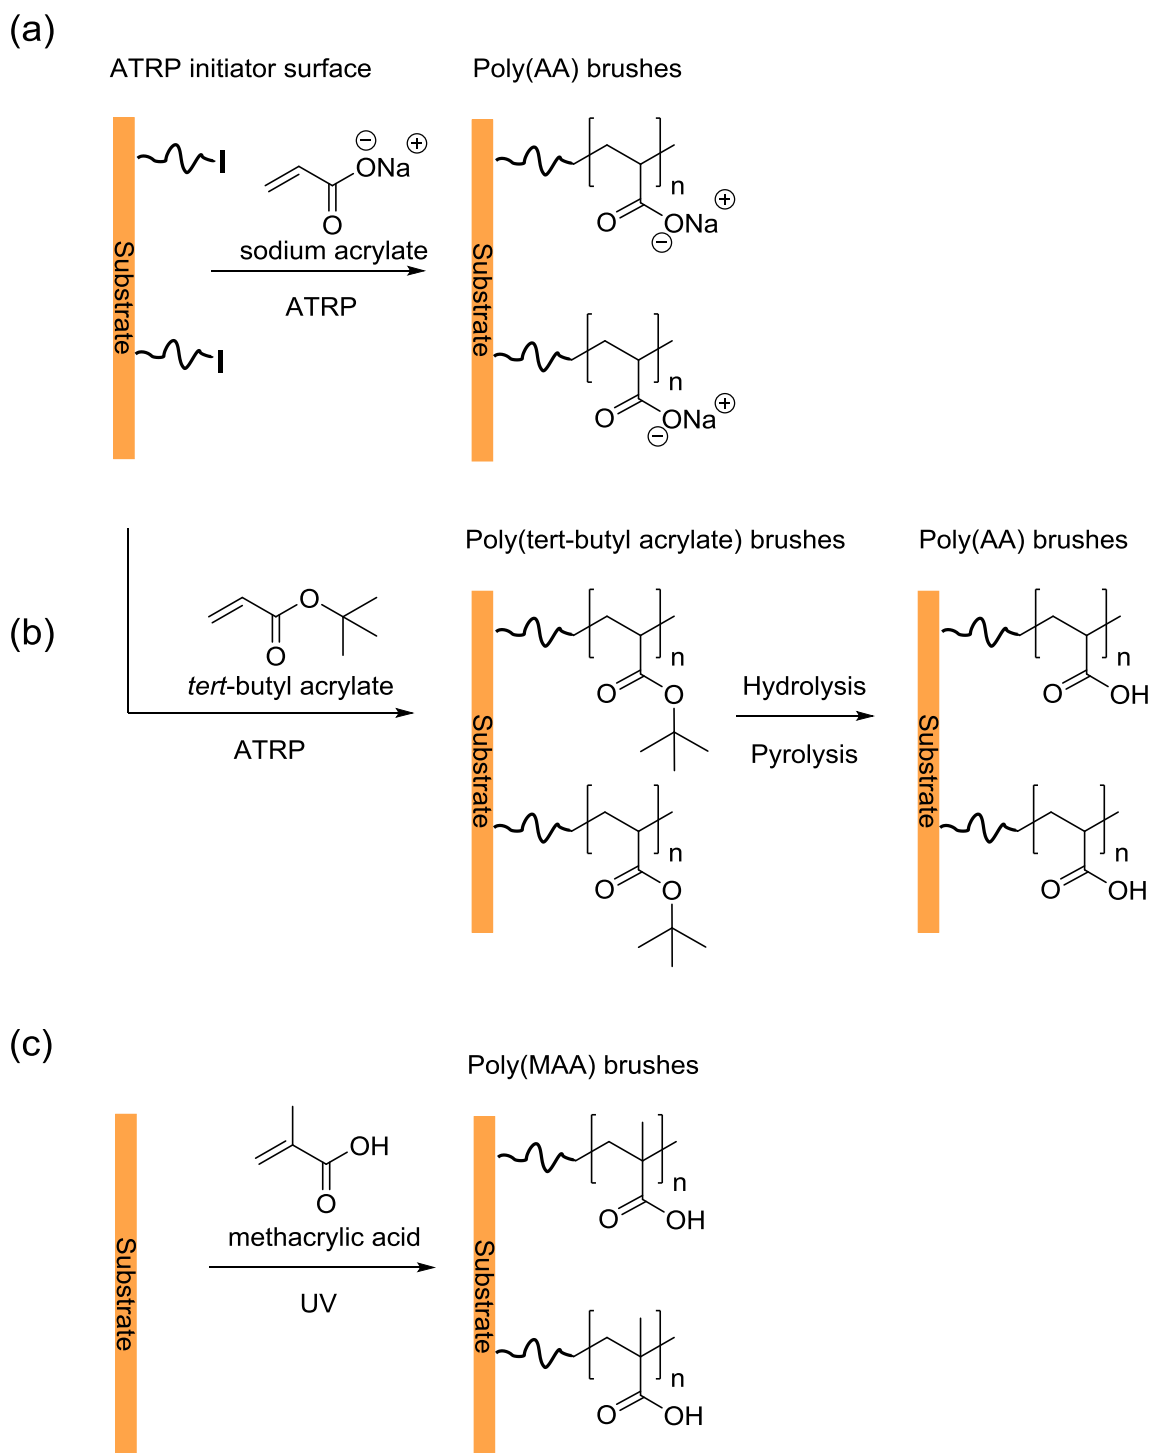 (a)
ATRP initiator surface
Poly(AA) brushes
Substrate
I
I
⊖ ⊕
ONa
O
sodium acrylate
ATRP
Substrate
n
O ONa ⊕
⊖
n
O ONa ⊕
⊖
(b)
Poly(tert-butyl acrylate) brushes
Poly(AA) brushes
O
O
tert-butyl acrylate
ATRP
Substrate
n
O
O
n
O
O
Hydrolysis
Pyrolysis
Substrate
n
O OH
n
O OH
(c)
Poly(MAA) brushes
Substrate
OH
O
methacrylic acid
UV
Substrate
n
O OH
n
O OH